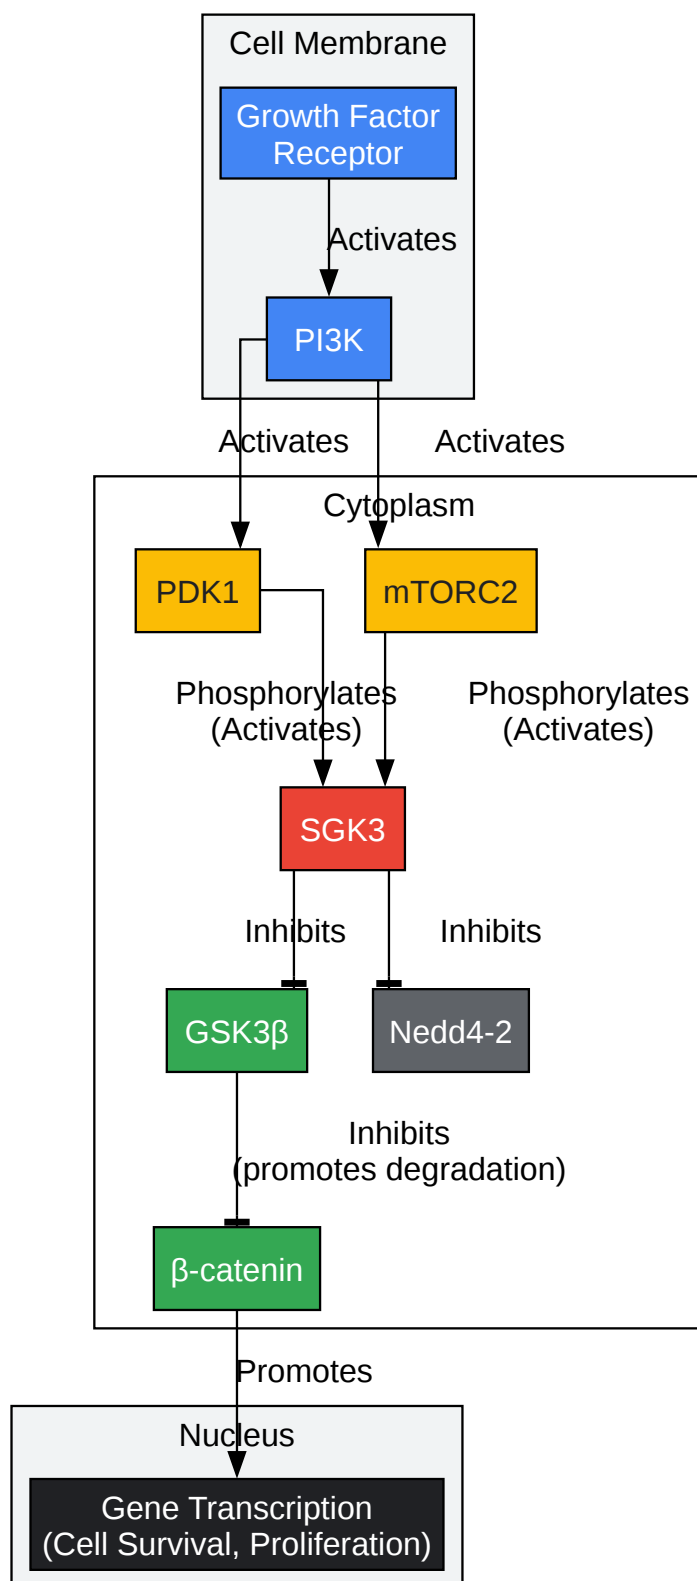 Cell Membrane
Growth Factor
Receptor
Activates
PI3K
Activates
Activates
Cytoplasm
PDK1
mTORC2
Phosphorylates
(Activates)
Phosphorylates
(Activates)
SGK3
Inhibits
Inhibits
GSK3β
Nedd4-2
Inhibits
(promotes degradation)
β-catenin
Promotes
Nucleus
Gene Transcription
(Cell Survival, Proliferation)